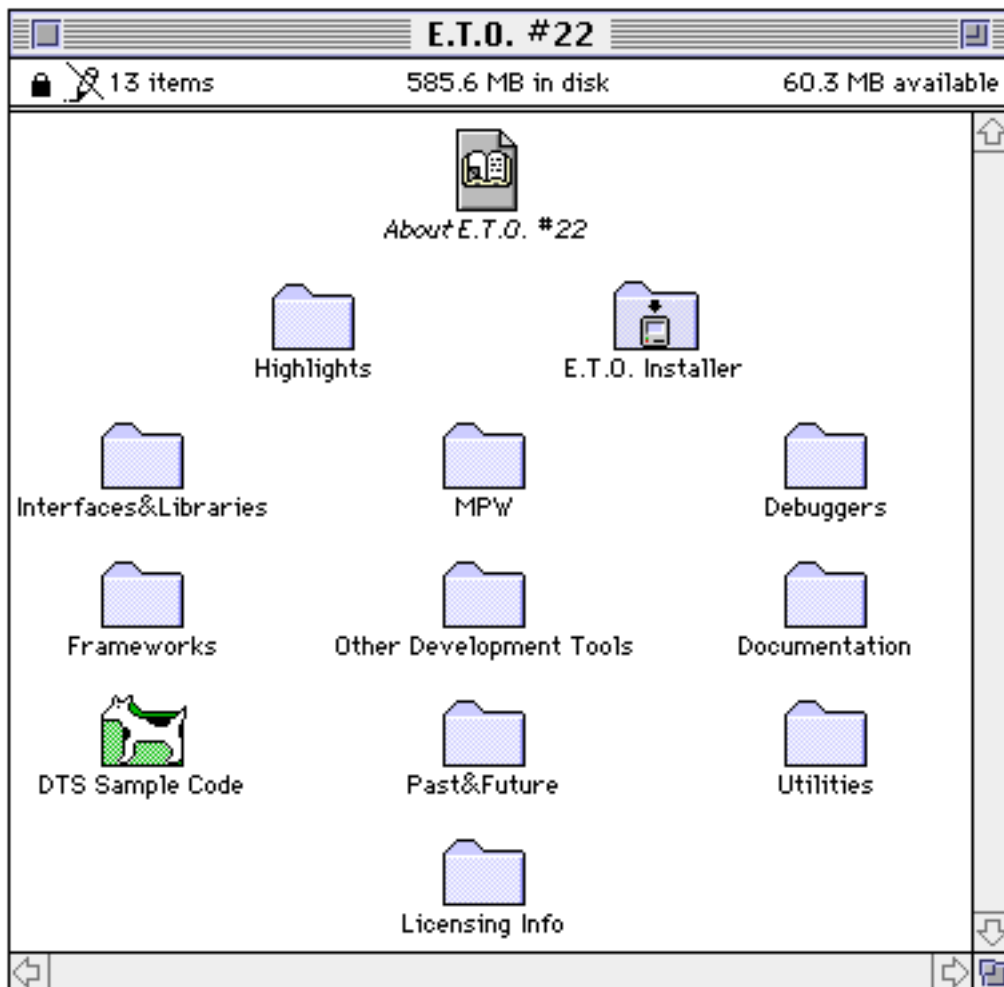 E.T.O. #22
13 items 585.6 MB in disk 60.3 MB available
About E.T.O. #22
Highlights E.T.O. Installer
Interfaces&Libraries MPW Debuggers
Frameworks Other Development Tools Documentation
DTS Sample Code Past&Future Utilities
Licensing Info